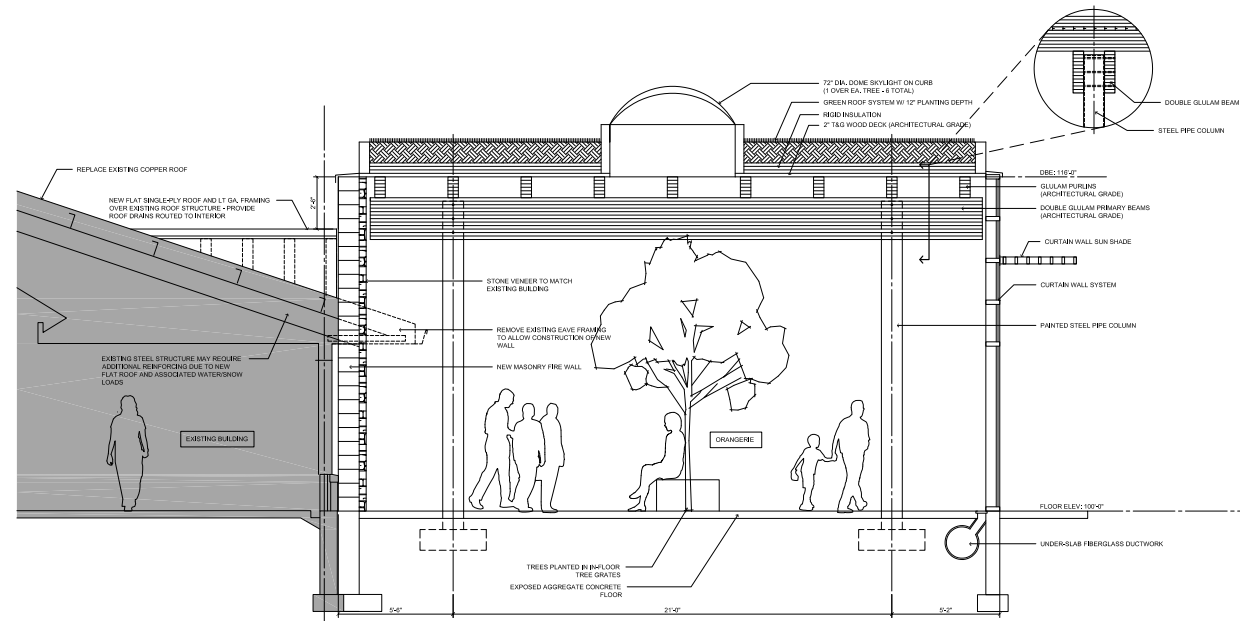 72" DIA. DOME SKYLIGHT ON CURB
(1 OVER EA. TREE - 6 TOTAL)
GREEN ROOF SYSTEM W/ 12" PLANTING DEPTH
RIGID INSULATION
2" T&G WOOD DECK (ARCHITECTURAL GRADE)
DOUBLE GLULAM BEAM
STEEL PIPE COLUMN
REPLACE EXISTING COPPER ROOF
DBE: 116'-0"
NEW FLAT SINGLE-PLY ROOF AND LT GA. FRAMING
OVER EXISTING ROOF STRUCTURE - PROVIDE
ROOF DRAINS ROUTED TO INTERIOR
2'-6"
GLULAM PURLINS
(ARCHITECTURAL GRADE)
DOUBLE GLULAM PRIMARY BEAMS
(ARCHITECTURAL GRADE)
CURTAIN WALL SUN SHADE
STONE VENEER TO MATCH
EXISTING BUILDING
CURTAIN WALL SYSTEM
REMOVE EXISTING EAVE FRAMING
TO ALLOW CONSTRUCTION OF NEW
WALL
PAINTED STEEL PIPE COLUMN
EXISTING STEEL STRUCTURE MAY REQUIRE
ADDITIONAL REINFORCING DUE TO NEW
FLAT ROOF AND ASSOCIATED WATER/SNOW
LOADS
NEW MASONRY FIRE WALL
EXISTING BUILDING
ORANGERIE
FLOOR ELEV: 100'-0"
UNDER-SLAB FIBERGLASS DUCTWORK
TREES PLANTED IN IN-FLOOR
TREE GRATES
EXPOSED AGGREGATE CONCRETE
FLOOR
5'-6"
21'-0"
5'-2"